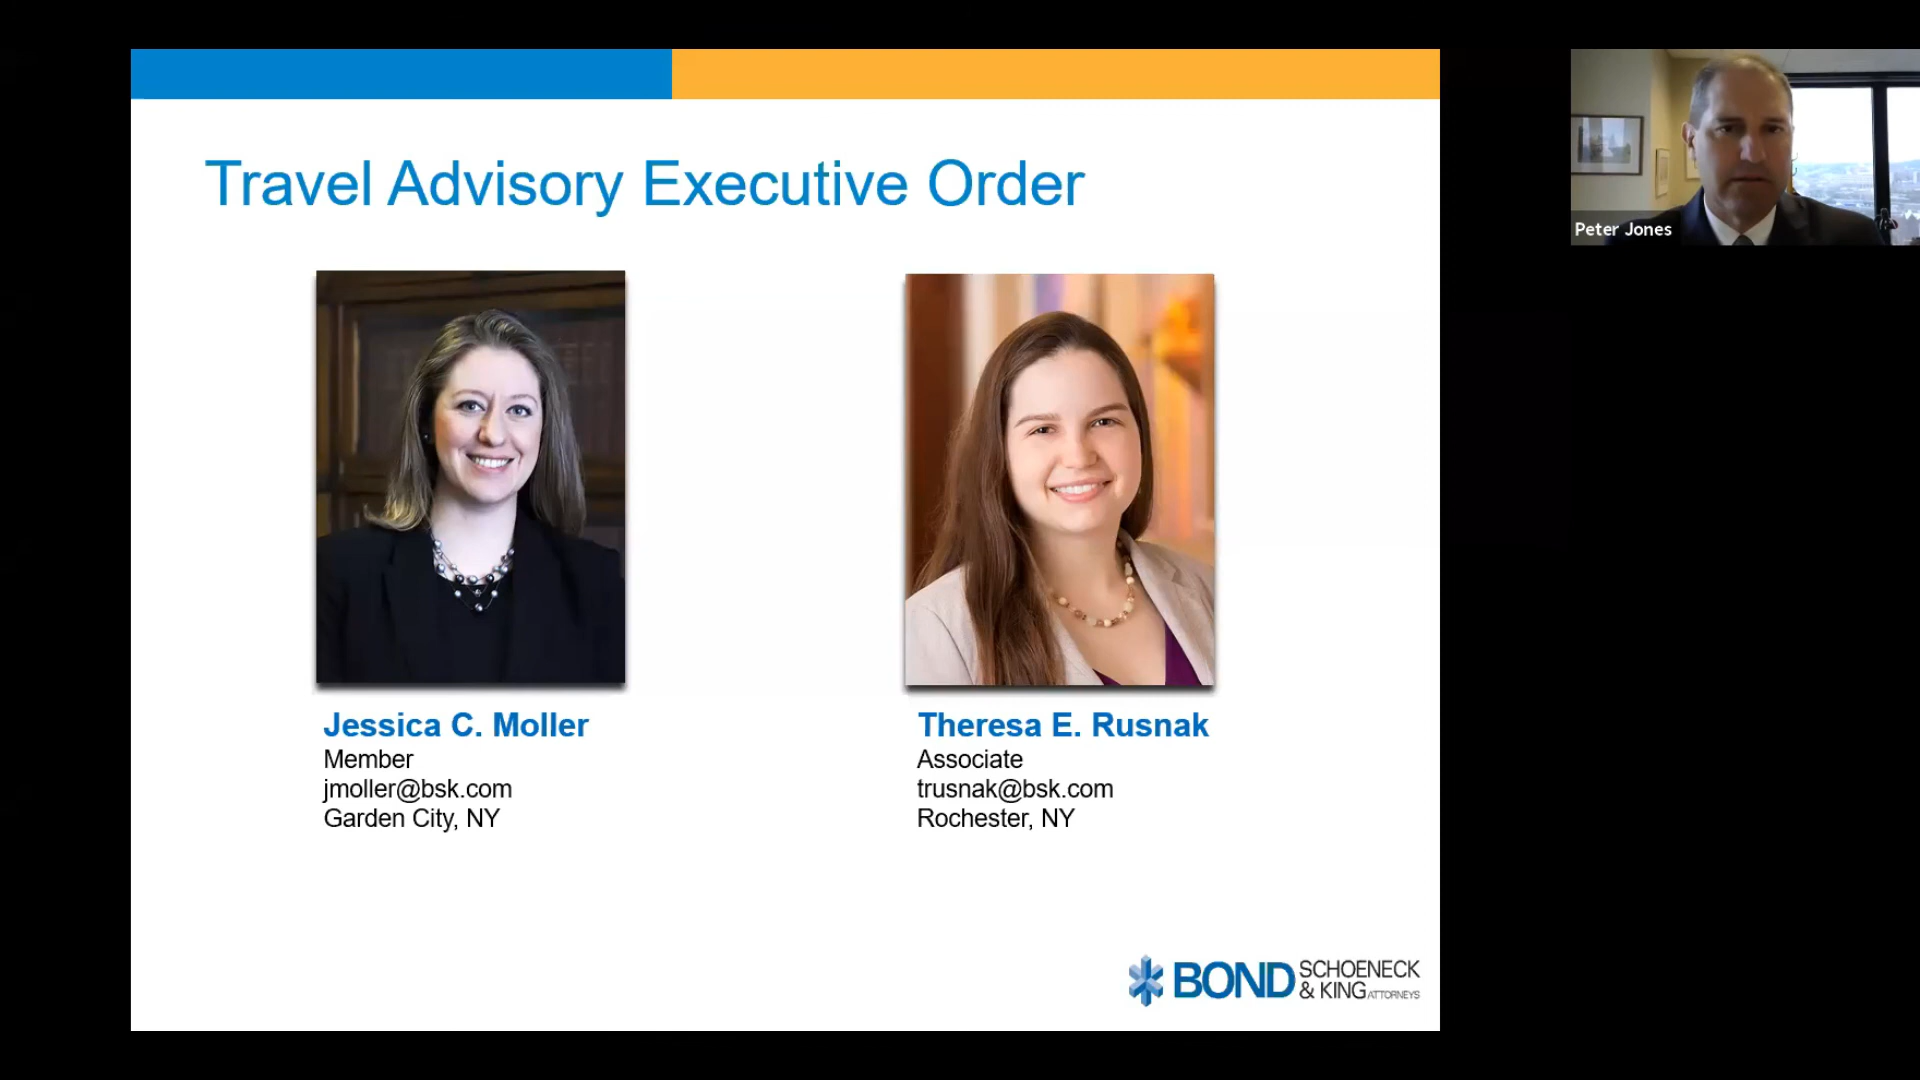 Travel Advisory Executive Order
Jessica C. Moller
Member
jmoller@bsk.com
Garden City, NY
Theresa E. Rusnak
Associate
trusnak@bsk.com
Rochester, NY
BOND SCHOENECK
& KING ATTORNEYS
Peter Jones